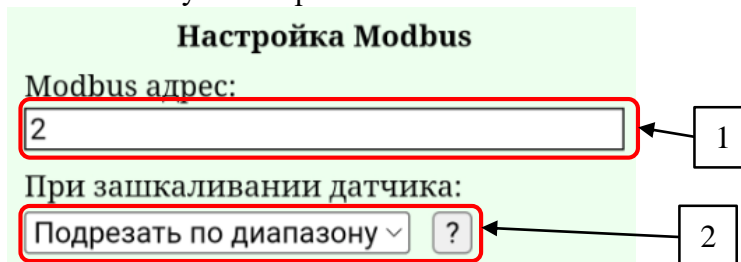 Настройка Modbus
Modbus адрес:
2
1
При зашкаливании датчика:
Подрезать по диапазону ?
2